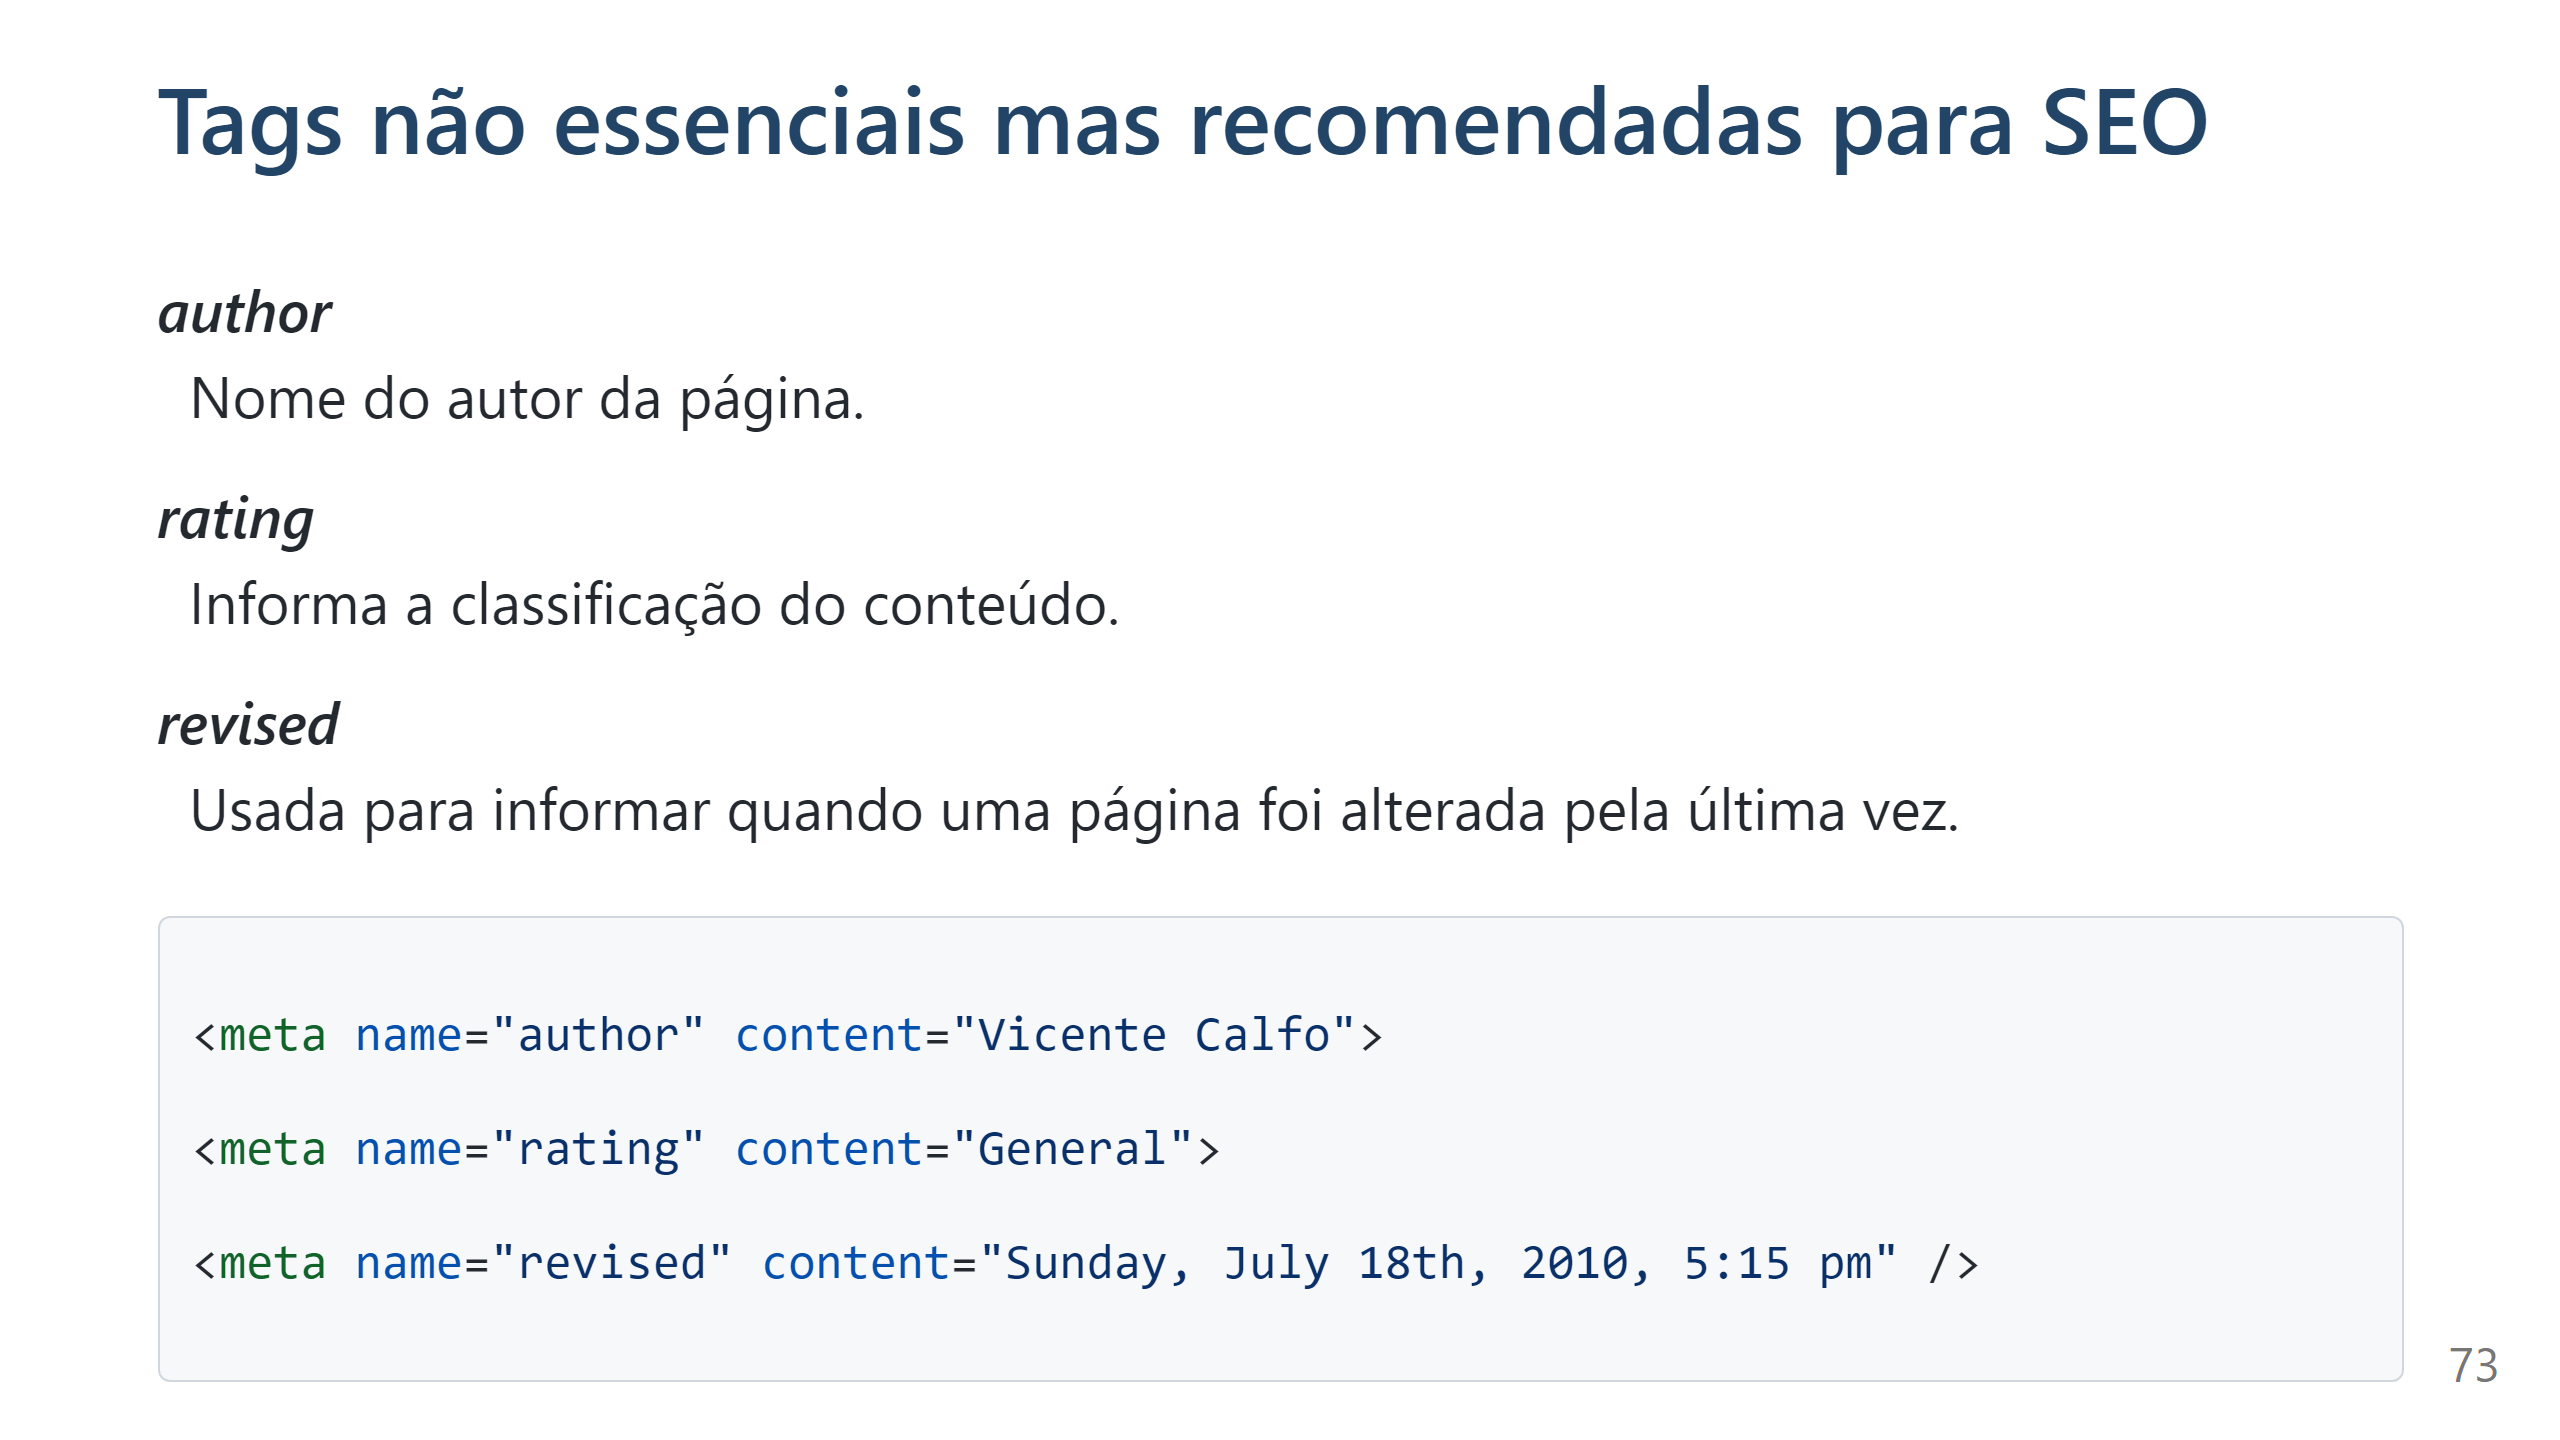 Tags não essenciais mas recomendadas para SEO
author
Nome do autor da página.
rating
Informa a classificação do conteúdo.
revised
Usada para informar quando uma página foi alterada pela última vez.
<meta name="author" content="Vicente Calfo">
<meta name="rating" content="General">
<meta name="revised" content="Sunday, July 18th, 2010, 5:15 pm" />
73